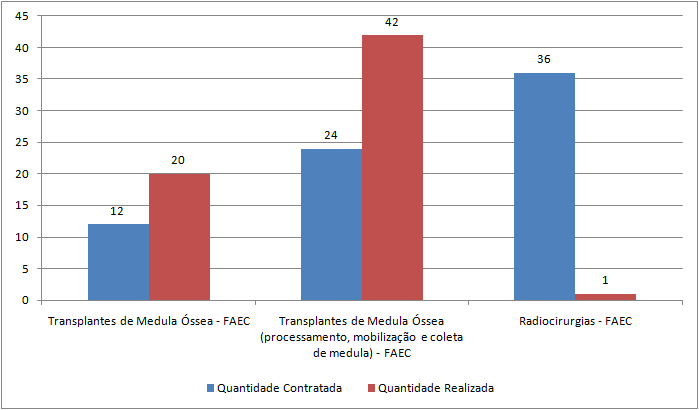 45
40
35
30
25
20
15
10
5
0
12
20
24
42
36
1
Transplantes de Medula Óssea - FAEC
Transplantes de Medula Óssea
(processamento, mobilização e coleta
de medula) - FAEC
Radiocirurgias - FAEC
Quantidade Contratada
Quantidade Realizada